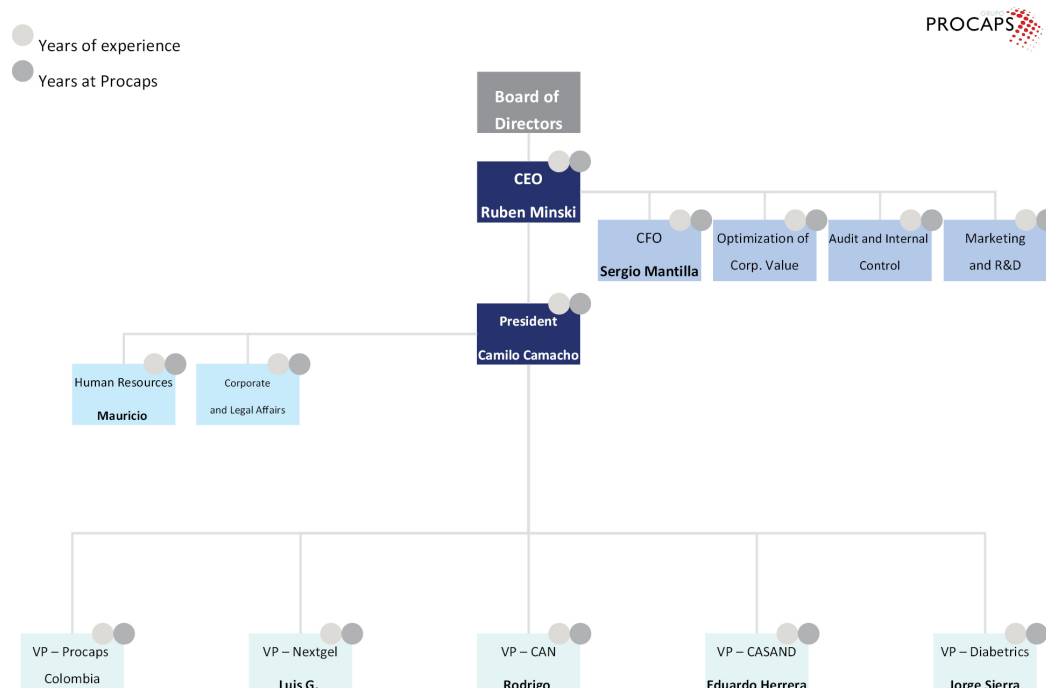 GRUPO
PROCAPS
Years of experience
Years at Procaps
Board of
Directors
CEO
Ruben Minski
CFO
Sergio Mantilla
Optimization of
Corp. Value
Audit and Internal
Control
Marketing
and R&D
President
Camilo Camacho
Human Resources
Mauricio
Corporate
and Legal Affairs
VP – Procaps
Colombia
VP – Nextgel
Luis G.
VP – CAN
Rodrigo
VP – CASAND
Eduardo Herrera
VP – Diabetrics
Jorge Sierra